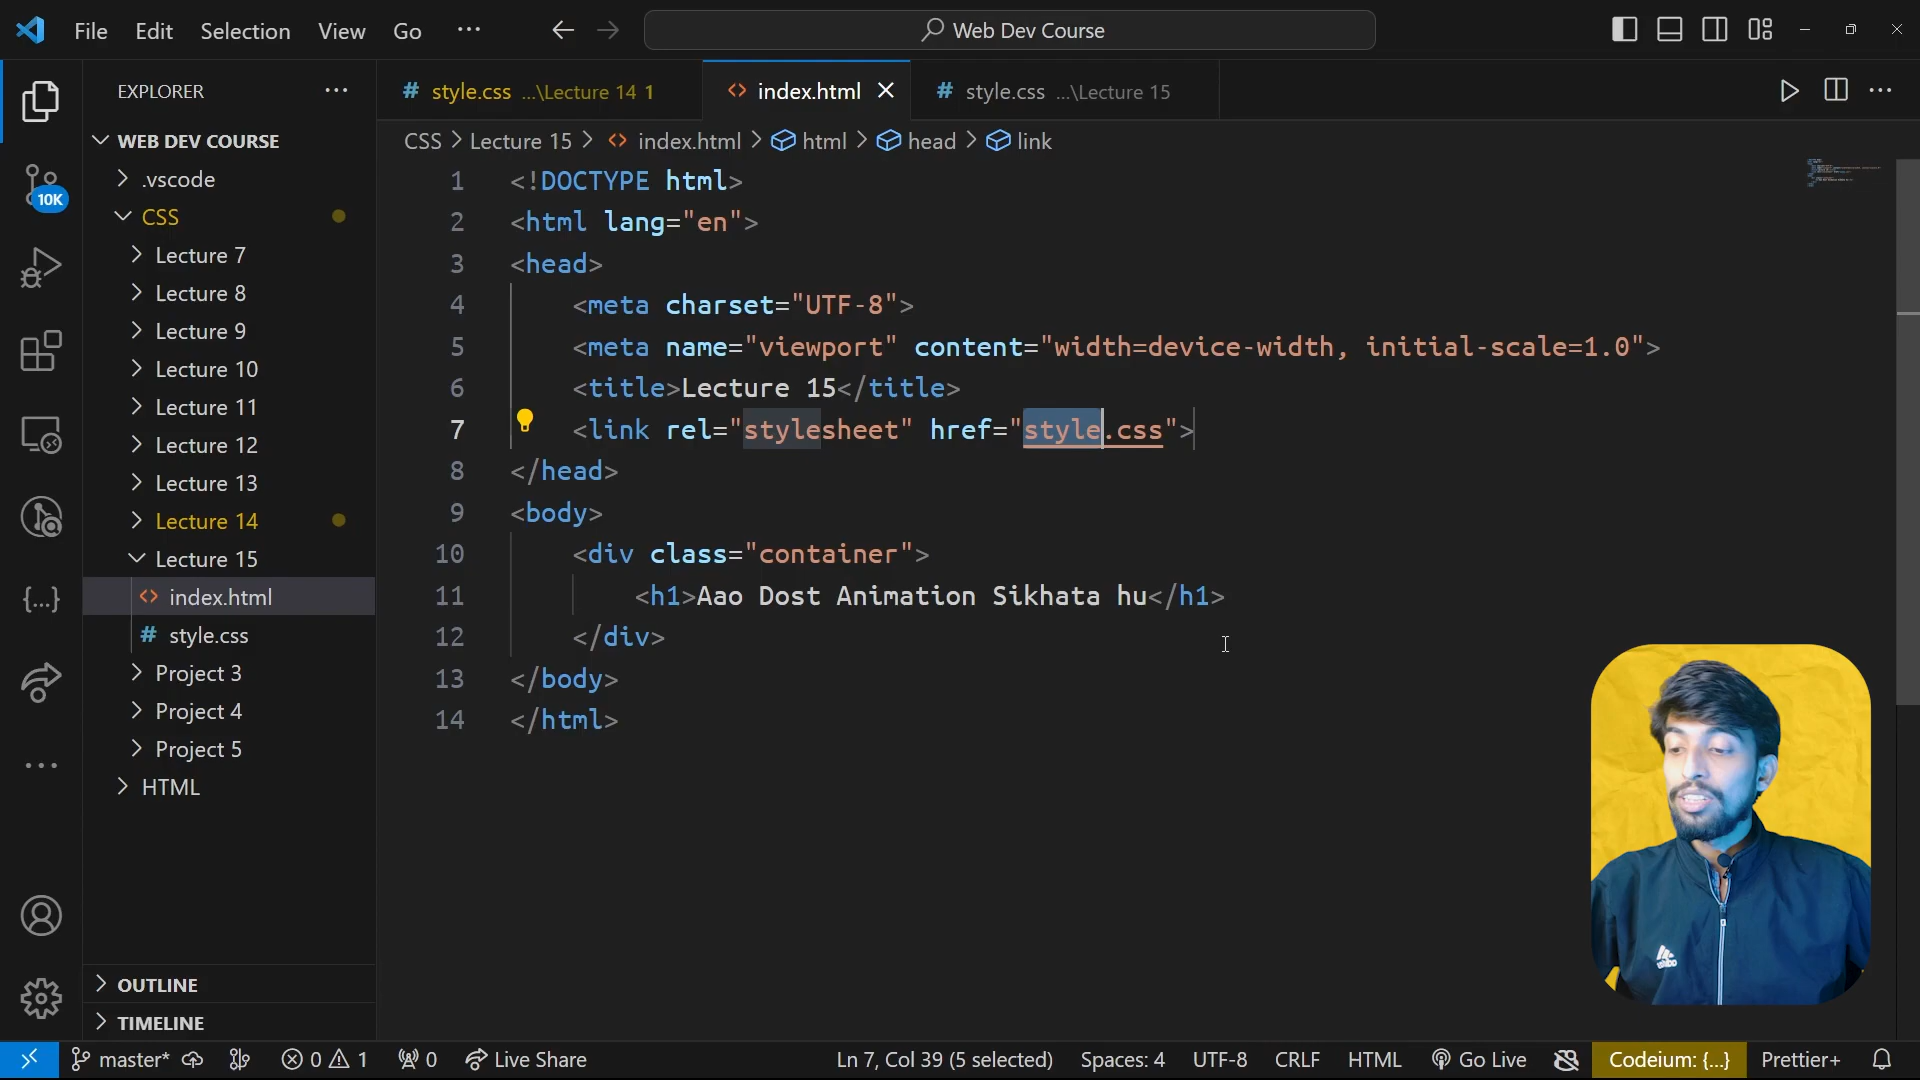 File Edit Selection View Go ··· Web Dev Course
EXPLORER ···
# style.css ...\Lecture 14 1 <> index.html # style.css ...\Lecture 15
WEB DEV COURSE
CSS > Lecture 15 > <> index.html > html > head > link
.vscode
CSS
Lecture 7
Lecture 8
Lecture 9
Lecture 10
Lecture 11
Lecture 12
Lecture 13
Lecture 14
Lecture 15
<> index.html
# style.css
Project 3
Project 4
Project 5
HTML
OUTLINE
TIMELINE
10K
{...}
1 <!DOCTYPE html>
2 <html lang="en">
3 <head>
4 <meta charset="UTF-8">
5 <meta name="viewport" content="width=device-width, initial-scale=1.0">
6 <title>Lecture 15</title>
7 <link rel="stylesheet" href="style.css">
8 </head>
9 <body>
10 <div class="container">
11 <h1>Aao Dost Animation Sikhata hu</h1>
12 </div>
13 </body>
14 </html>
master* 0 1 0 Live Share Ln 7, Col 39 (5 selected) Spaces: 4 UTF-8 CRLF HTML Go Live Codeium: {...} Prettier+